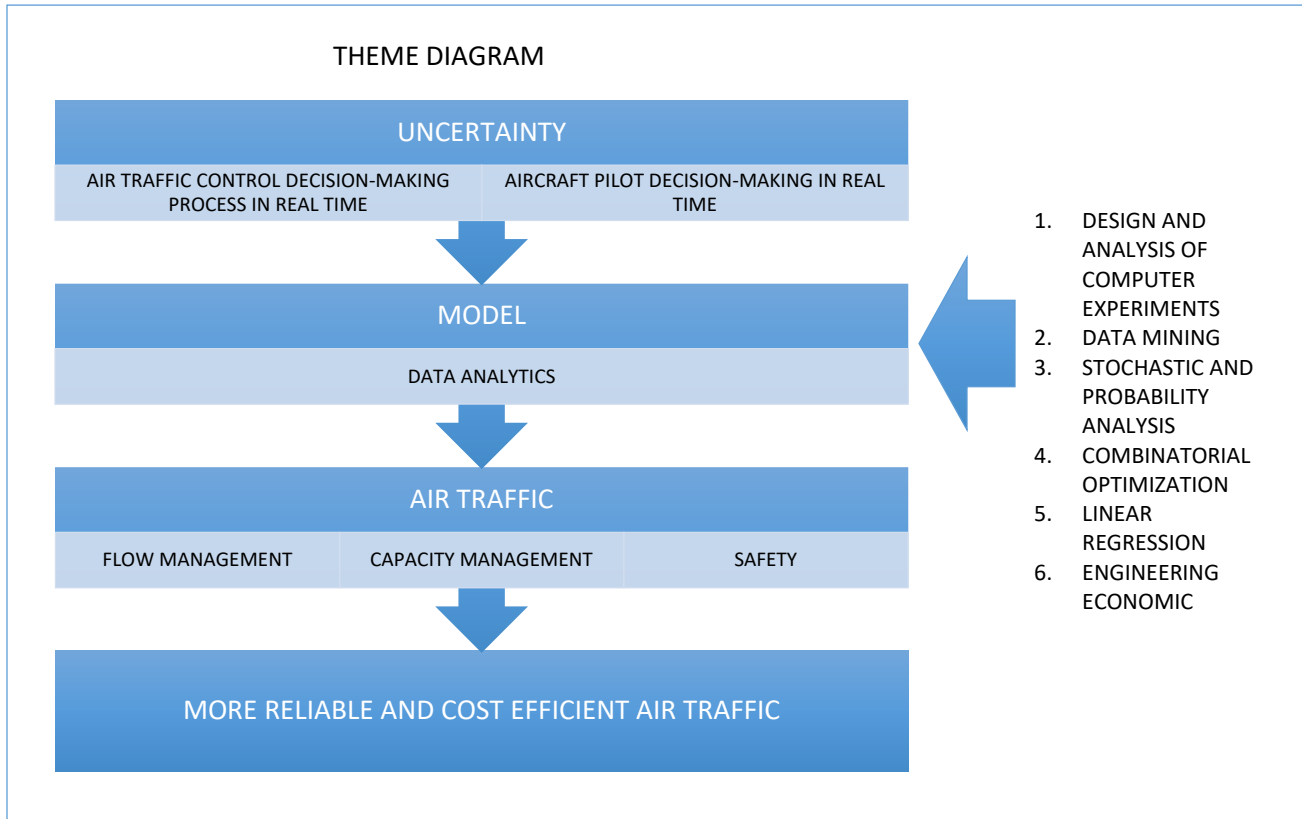 THEME DIAGRAM
UNCERTAINTY
AIR TRAFFIC CONTROL DECISION-MAKING
PROCESS IN REAL TIME
AIRCRAFT PILOT DECISION-MAKING IN REAL
TIME
MODEL
DATA ANALYTICS
AIR TRAFFIC
FLOW MANAGEMENT
CAPACITY MANAGEMENT
SAFETY
MORE RELIABLE AND COST EFFICIENT AIR TRAFFIC
1. DESIGN AND
ANALYSIS OF
COMPUTER
EXPERIMENTS
2. DATA MINING
3. STOCHASTIC AND
PROBABILITY
ANALYSIS
4. COMBINATORIAL
OPTIMIZATION
5. LINEAR
REGRESSION
6. ENGINEERING
ECONOMIC